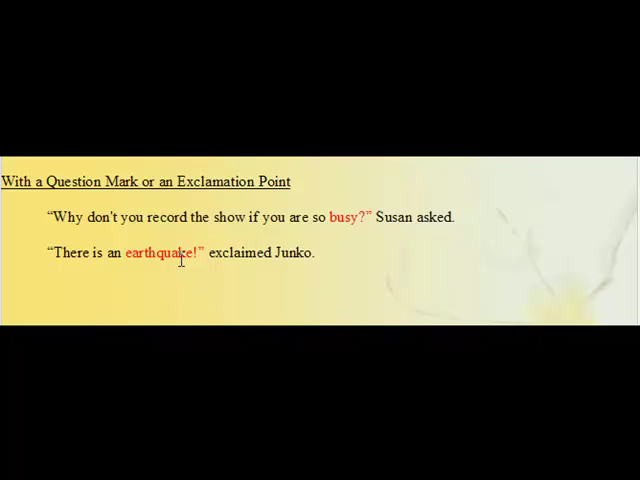 With a Question Mark or an Exclamation Point
“Why don't you record the show if you are so busy?” Susan asked.
“There is an earthquake!” exclaimed Junko.